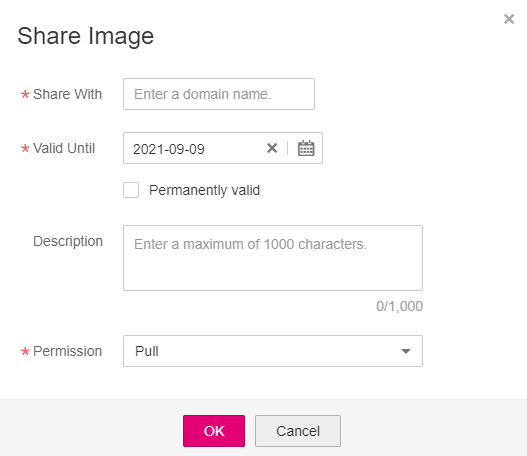 Share Image
* Share With Enter a domain name.
* Valid Until 2021-09-09
Permanently valid
Description Enter a maximum of 1000 characters.
0/1,000
* Permission Pull
OK Cancel